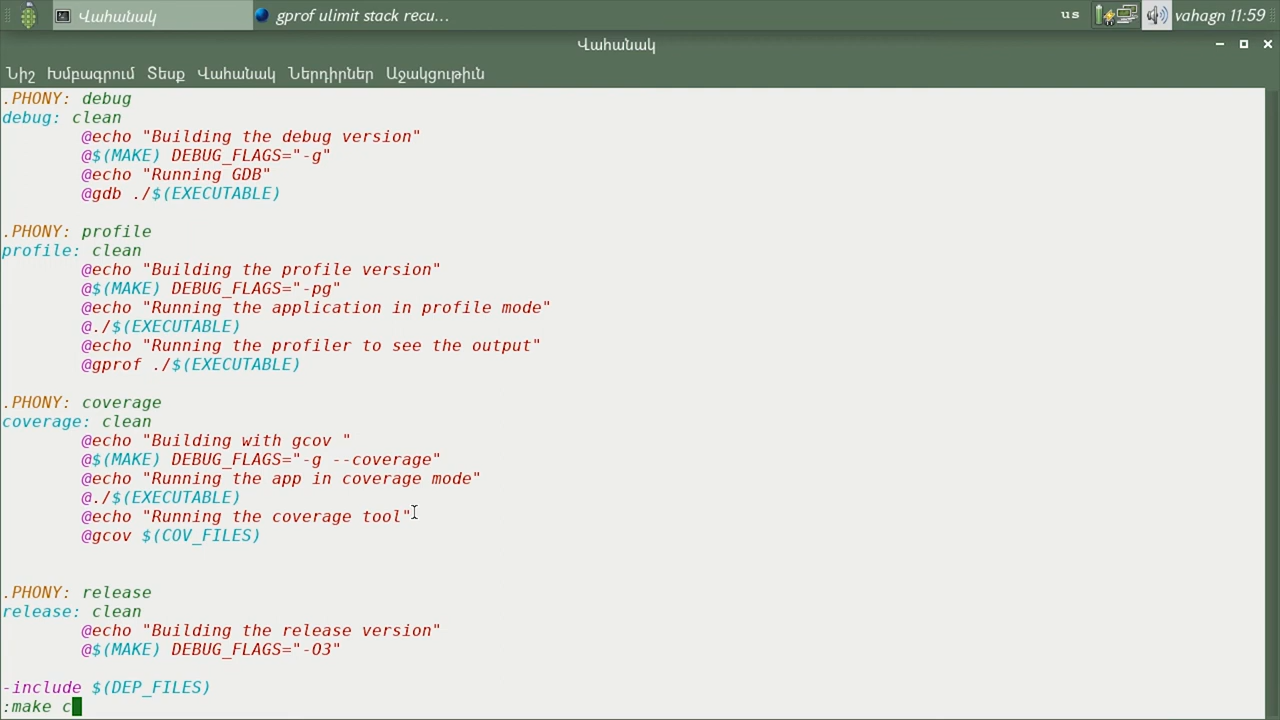 Վահանակ gprof ulimit stack recu... us vahagn 11:59
Վահանակ
Նիշ Խմբագրում Տեսք Վահանակ Ներդիրներ Աջակցութիւն
.PHONY: debug
debug: clean
@echo "Building the debug version"
@$(MAKE) DEBUG_FLAGS="-g"
@echo "Running GDB"
@gdb ./$(EXECUTABLE)
.PHONY: profile
profile: clean
@echo "Building the profile version"
@$(MAKE) DEBUG_FLAGS="-pg"
@echo "Running the application in profile mode"
@./$(EXECUTABLE)
@echo "Running the profiler to see the output"
@gprof ./$(EXECUTABLE)
.PHONY: coverage
coverage: clean
@echo "Building with gcov "
@$(MAKE) DEBUG_FLAGS="-g --coverage"
@echo "Running the app in coverage mode"
@./$(EXECUTABLE)
@echo "Running the coverage tool"
@gcov $(COV_FILES)
.PHONY: release
release: clean
@echo "Building the release version"
@$(MAKE) DEBUG_FLAGS="-O3"
-include $(DEP_FILES)
:make c